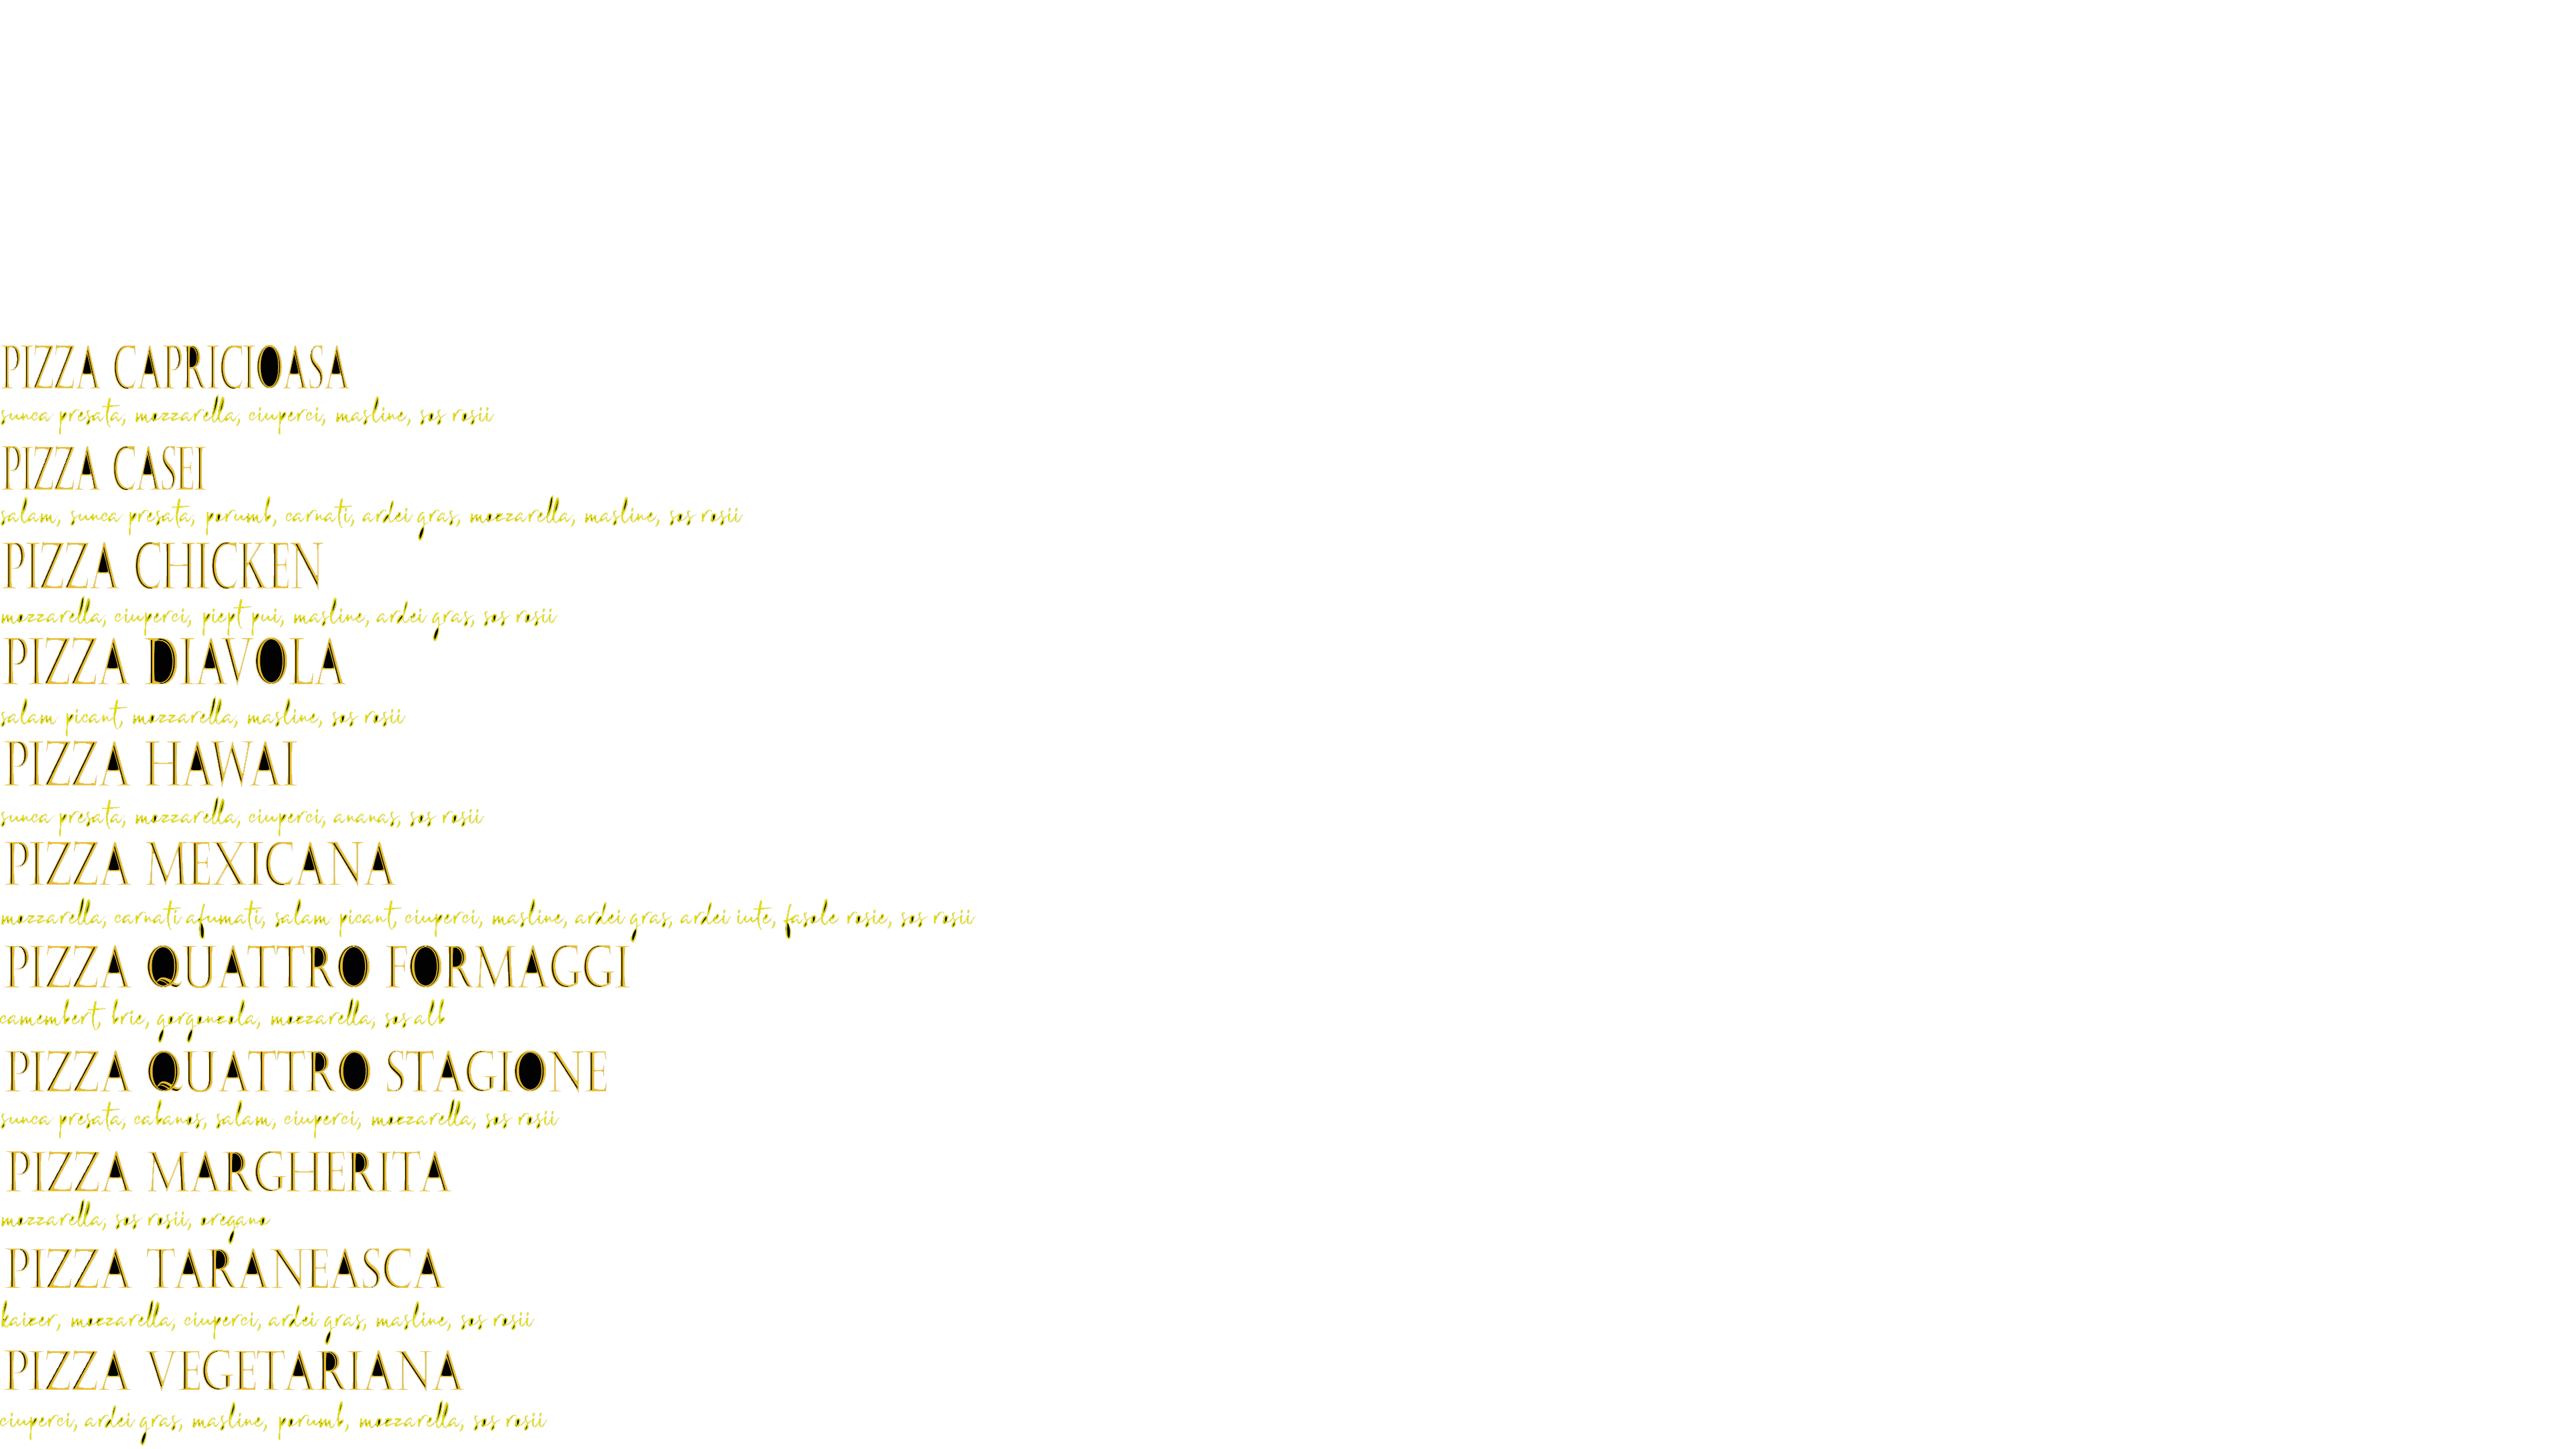 PIZZA CAPRICIOASA
sunca presata, mozzarella, ciuperci, masline, sos rosii
PIZZA CASEI
salam, sunca presata, porumb, carnati, ardei gras, mozzarella, masline, sos rosii
PIZZA CHICKEN
mozzarella, ciuperci, piept pui, masline, ardei gras, sos rosii
PIZZA DIAVOLA
salam picant, mozzarella, masline, sos rosii
PIZZA HAWAI
sunca presata, mozzarella, ciuperci, ananas, sos rosii
PIZZA MEXICANA
mozzarella, carnati afumati, salam picant, ciuperci, masline, ardei gras, ardei iute, fasole rosie, sos rosii
PIZZA QUATTRO FORMAGGI
camembert, brie, gorgonzola, mozzarella, sos alb
PIZZA QUATTRO STAGIONE
sunca presata, cabanos, salam, ciuperci, mozzarella, sos rosii
PIZZA MARGHERITA
mozzarella, sos rosii, oregano
PIZZA TARANEASCA
kaizer, mozzarella, ciuperci, ardei gras, masline, sos rosii
PIZZA VEGETARIANA
ciuperci, ardei gras, masline, porumb, mozzarella, sos rosii